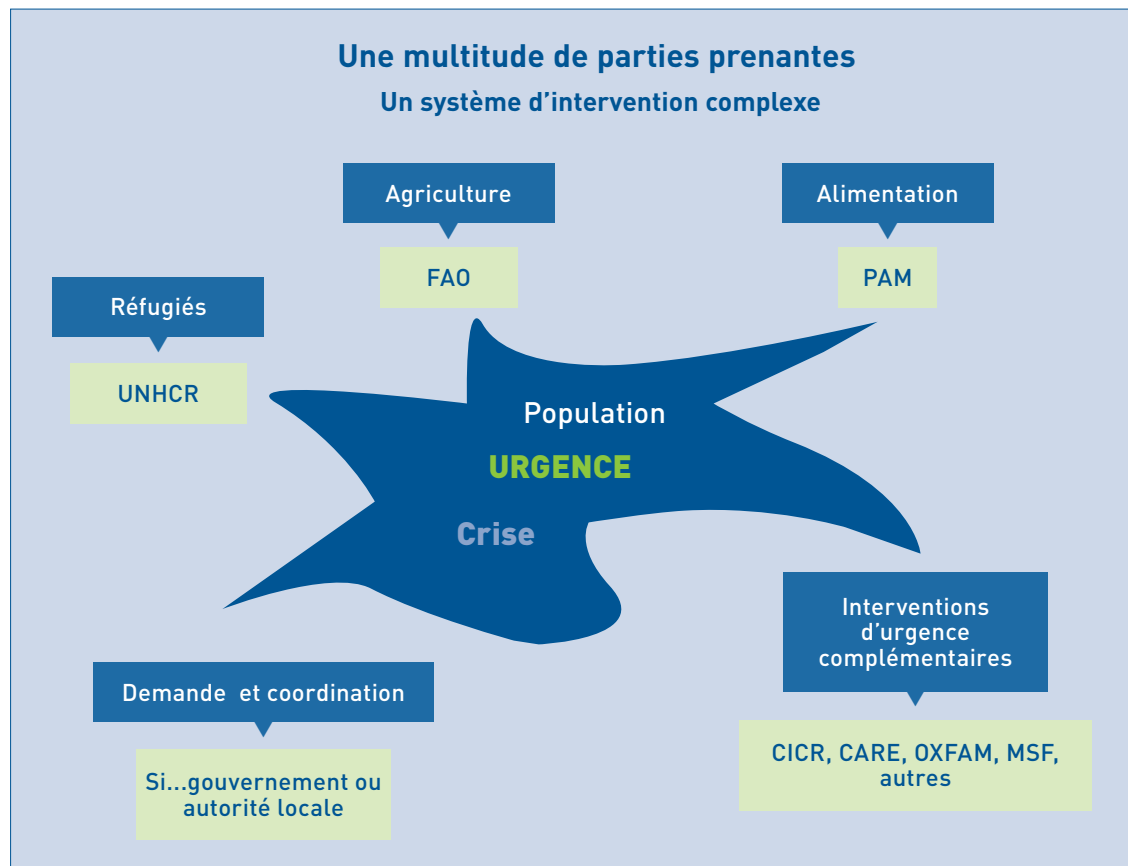 Une multitude de parties prenantes
Un système d’intervention complexe
Agriculture
FAO
Alimentation
PAM
Réfugiés
UNHCR
Population
URGENCE
Crise
Interventions
d’urgence
complémentaires
CICR, CARE, OXFAM, MSF,
autres
Demande et coordination
Si...gouvernement ou
autorité locale